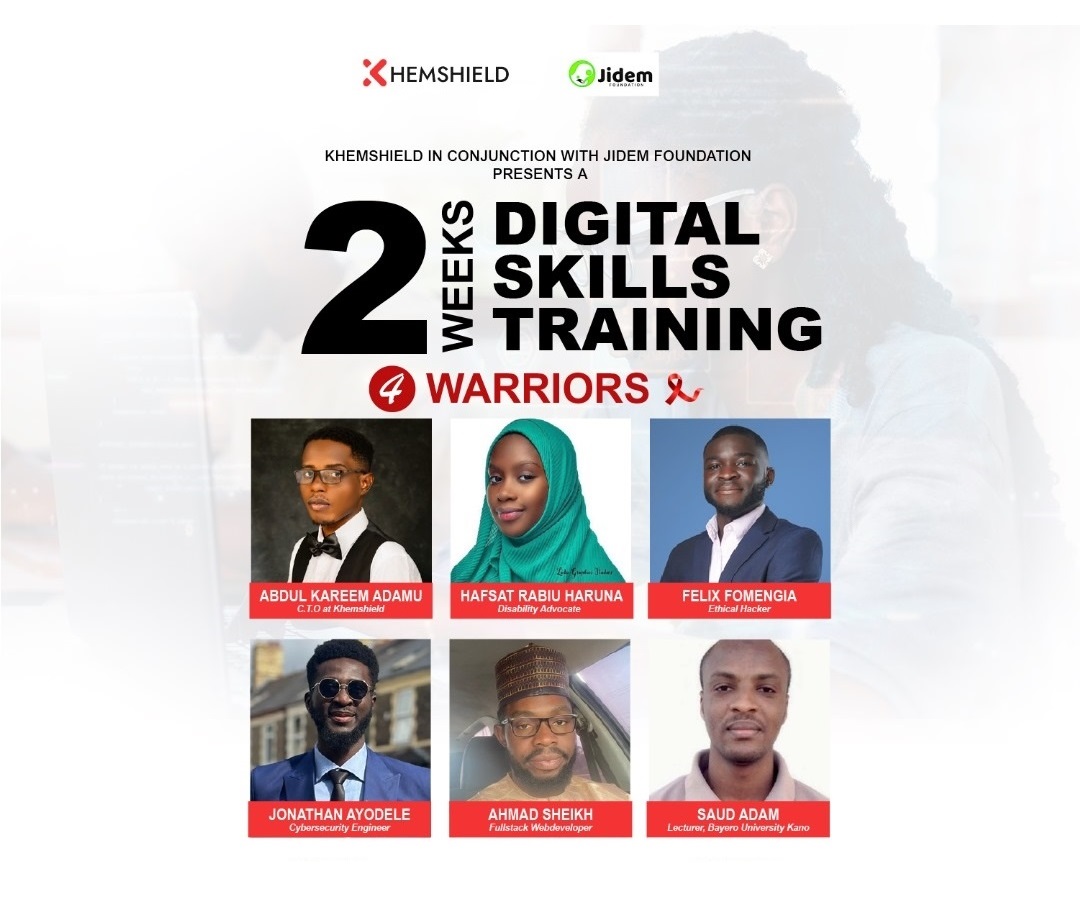 KHEMSHIELD
Jidem
FOUNDATION
KHEMSHIELD IN CONJUNCTION WITH JIDEM FOUNDATION
PRESENTS A
2 WEEKS
DIGITAL
SKILLS
TRAINING
4 WARRIORS
ABDUL KAREEM ADAMU
C.T.O at Khemshield
HAFSAT RABIU HARUNA
Disability Advocate
FELIX FOMENGIA
Ethical Hacker
JONATHAN AYODELE
Cybersecurity Engineer
AHMAD SHEIKH
Fullstack Webdeveloper
SAUD ADAM
Lecturer, Bayero University Kano